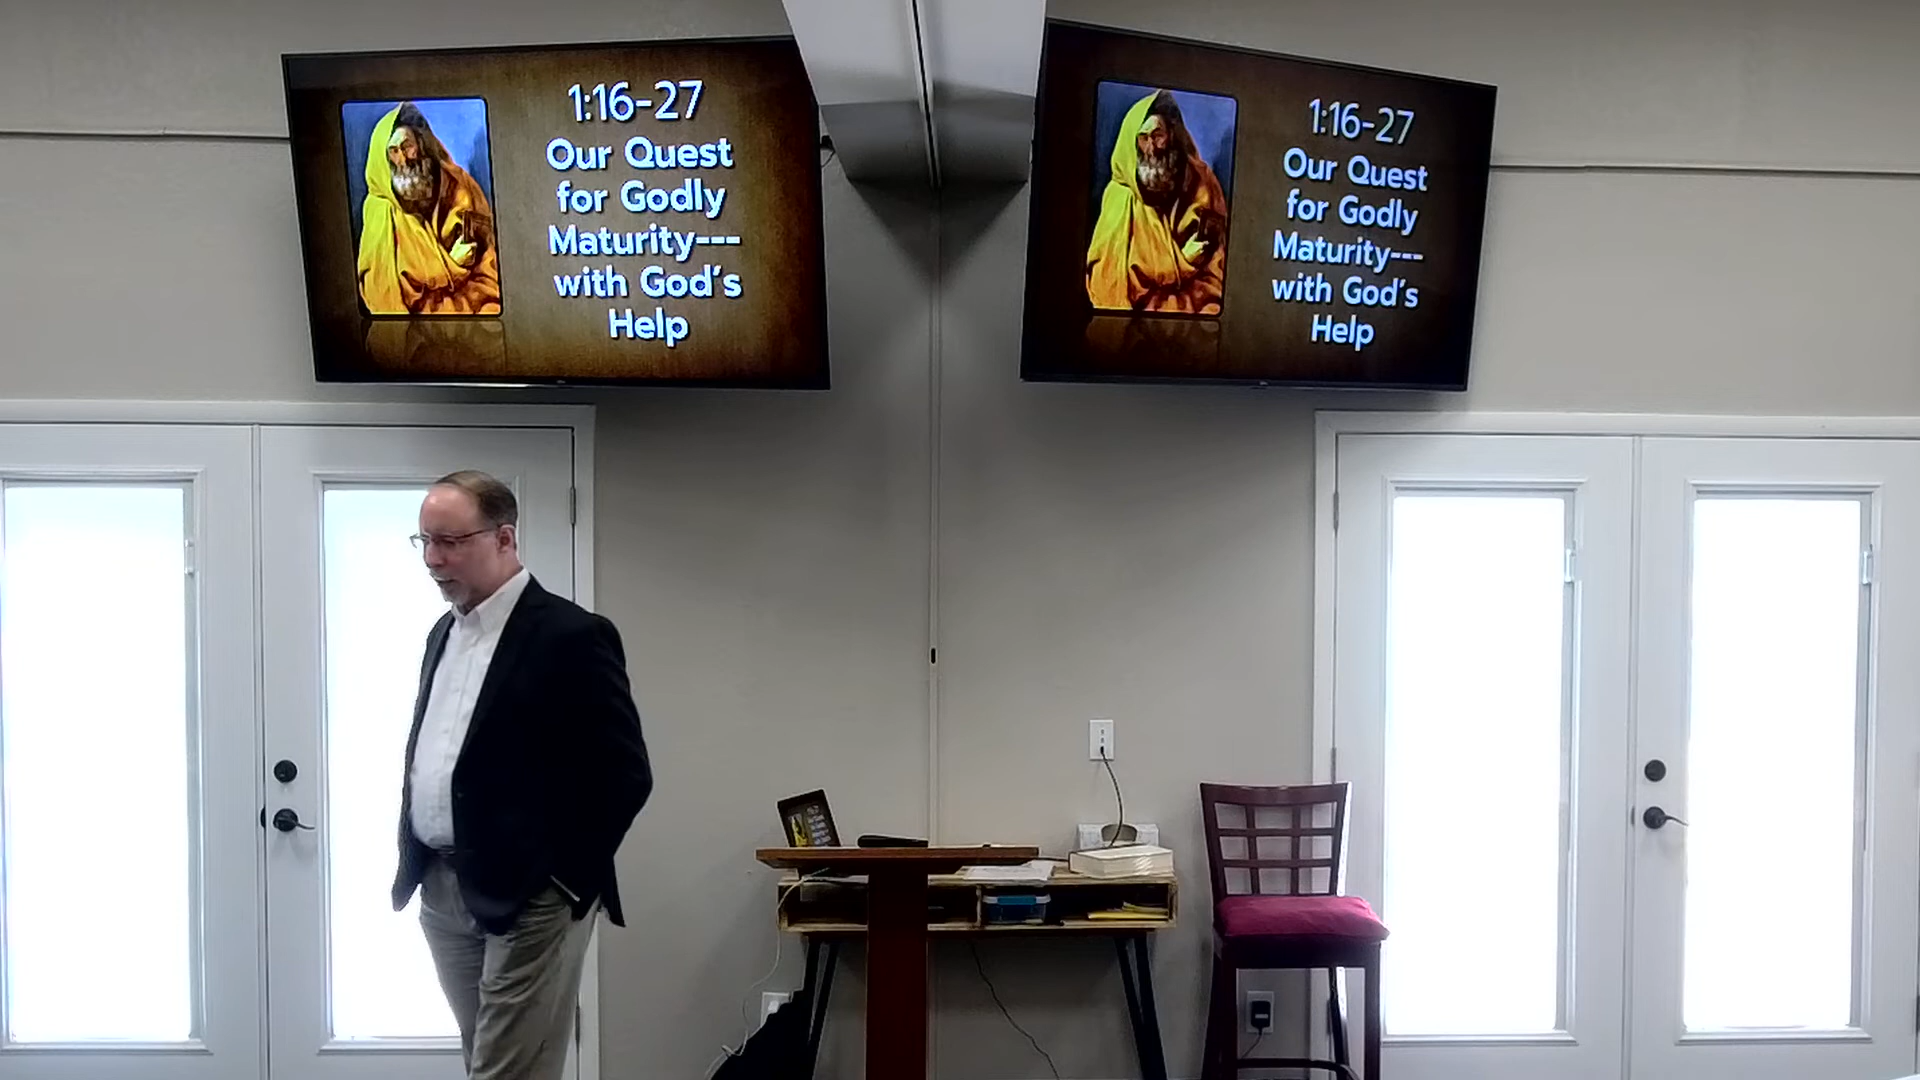 1:16-27
Our Quest
for Godly
Maturity---
with God's
Help
1:16-27
Our Quest
for Godly
Maturity---
with God's
Help